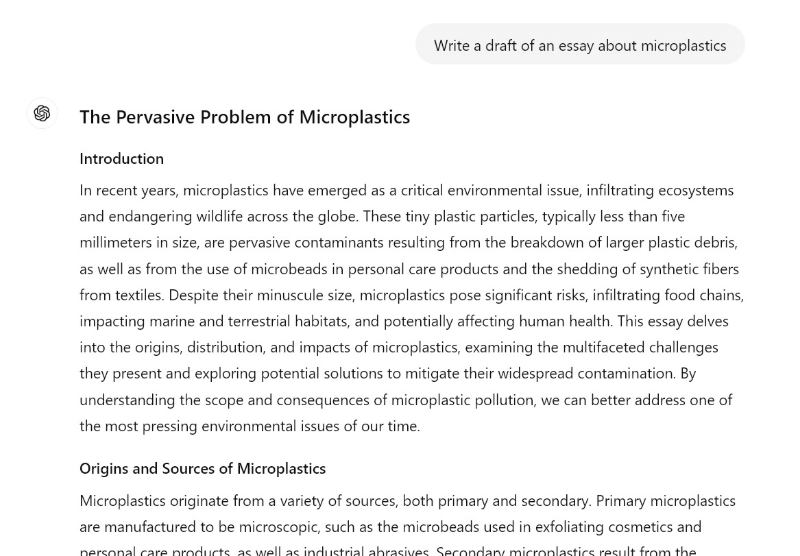 Write a draft of an essay about microplastics
The Pervasive Problem of Microplastics
Introduction
In recent years, microplastics have emerged as a critical environmental issue, infiltrating ecosystems
and endangering wildlife across the globe. These tiny plastic particles, typically less than five
millimeters in size, are pervasive contaminants resulting from the breakdown of larger plastic debris,
as well as from the use of microbeads in personal care products and the shedding of synthetic fibers
from textiles. Despite their minuscule size, microplastics pose significant risks, infiltrating food chains,
impacting marine and terrestrial habitats, and potentially affecting human health. This essay delves
into the origins, distribution, and impacts of microplastics, examining the multifaceted challenges
they present and exploring potential solutions to mitigate their widespread contamination. By
understanding the scope and consequences of microplastic pollution, we can better address one of
the most pressing environmental issues of our time.
Origins and Sources of Microplastics
Microplastics originate from a variety of sources, both primary and secondary. Primary microplastics
are manufactured to be microscopic, such as the microbeads used in exfoliating cosmetics and
personal care products, as well as industrial abrasives. Secondary microplastics result from the